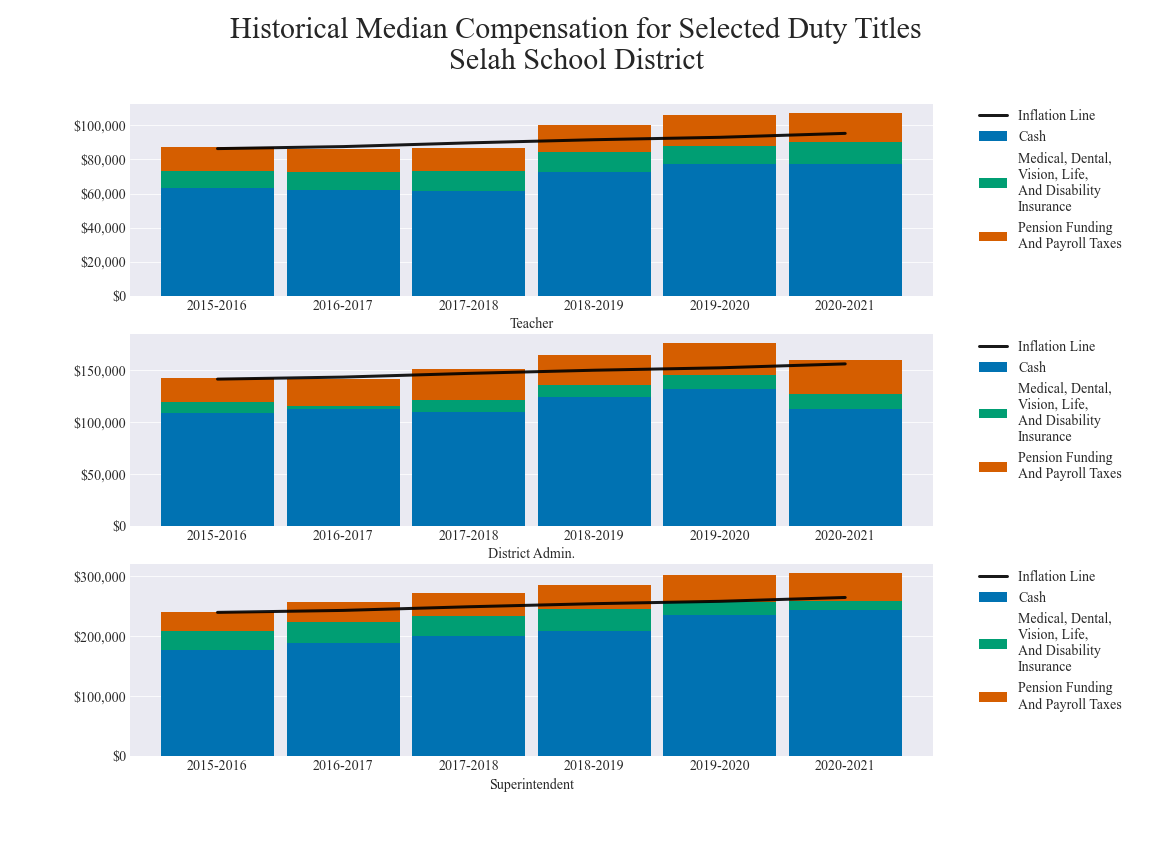 Historical Median Compensation for Selected Duty Titles
Selah School District
$100,000
$80,000
$60,000
$40,000
$20,000
$0
2015-2016
2016-2017
2017-2018
2018-2019
2019-2020
2020-2021
Teacher
Inflation Line
Cash
Medical, Dental,
Vision, Life,
And Disability
Insurance
Pension Funding
And Payroll Taxes
$150,000
$100,000
$50,000
$0
2015-2016
2016-2017
2017-2018
2018-2019
2019-2020
2020-2021
District Admin.
Inflation Line
Cash
Medical, Dental,
Vision, Life,
And Disability
Insurance
Pension Funding
And Payroll Taxes
$300,000
$200,000
$100,000
$0
2015-2016
2016-2017
2017-2018
2018-2019
2019-2020
2020-2021
Superintendent
Inflation Line
Cash
Medical, Dental,
Vision, Life,
And Disability
Insurance
Pension Funding
And Payroll Taxes